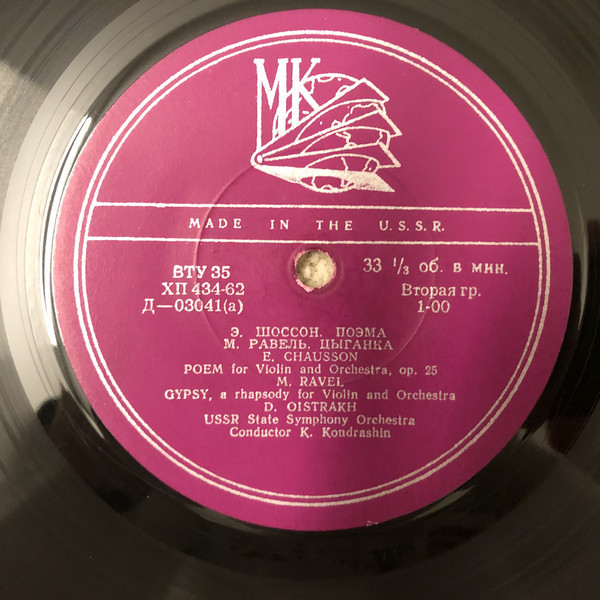 МК
MADE IN THE U.S.S.R.
ВТУ 35
ХП 434-62
Д—03041(а)
33 ⅓ об. в мин.
Вторая гр.
1-00
Э. ШОССОН. ПОЭМА
М. РАВЕЛЬ. ЦЫГАНКА
E. CHAUSSON
POEM for Violin and Orchestra, op. 25
M. RAVEL
GYPSY, a rhapsody for Violin and Orchestra
D. OISTRAKH
USSR State Symphony Orchestra
Conductor K. Kondrashin